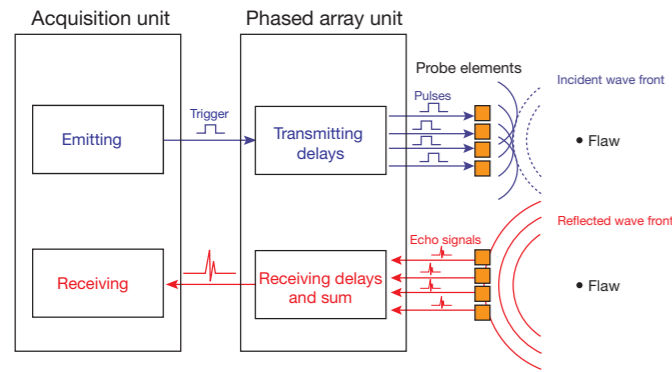 Acquisition unit
Phased array unit
Probe elements
Incident wave front
Trigger
Pulses
Emitting
Transmitting
delays
• Flaw
Reflected wave front
Echo signals
Receiving
Receiving delays
and sum
• Flaw